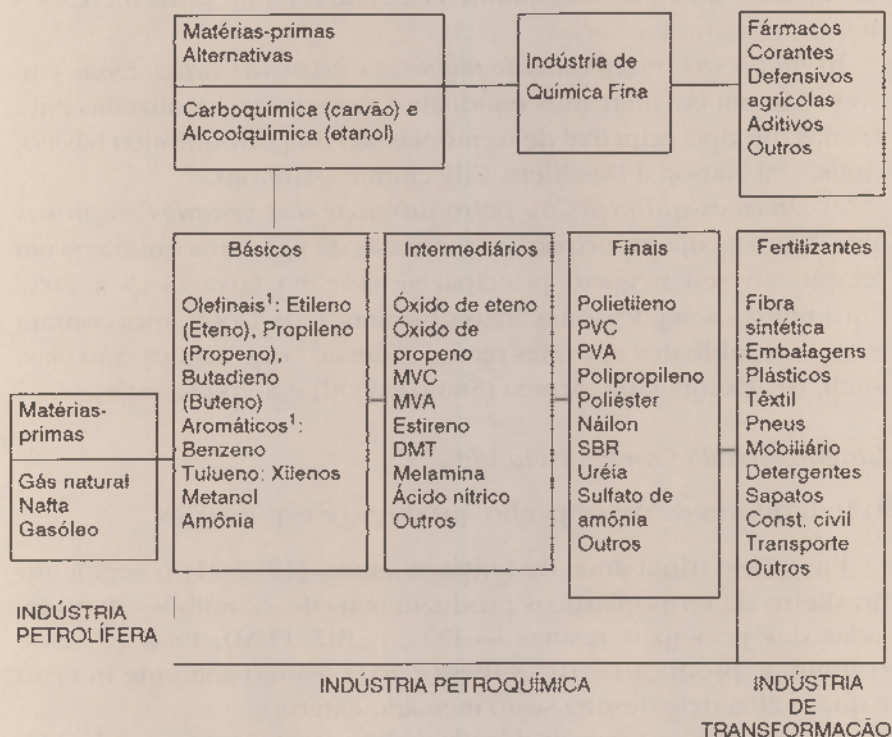 Matérias-primas
Alternativas
Carboquímica (carvão) e
Alcoolquímica (etanol)
Indústria de
Química Fina
Fármacos
Corantes
Defensivos
agrícolas
Aditivos
Outros
Matérias-
primas
Gás natural
Nafta
Gasóleo
INDÚSTRIA
PETROLÍFERA
Básicos
Olefinais¹: Etileno
(Eteno), Propileno
(Propeno),
Butadieno
(Buteno)
Aromáticos¹:
Benzeno
Tulueno: Xilenos
Metanol
Amônia
Intermediários
Óxido de eteno
Óxido de
propeno
MVC
MVA
Estireno
DMT
Melamina
Ácido nítrico
Outros
Finais
Polietileno
PVC
PVA
Polipropileno
Poliéster
Náilon
SBR
Uréia
Sulfato de
amônia
Outros
Fertilizantes
Fibra
sintética
Embalagens
Plásticos
Têxtil
Pneus
Mobiliário
Detergentes
Sapatos
Const. civil
Transporte
Outros
INDÚSTRIA PETROQUÍMICA
INDÚSTRIA
DE
TRANSFORMAÇÃO